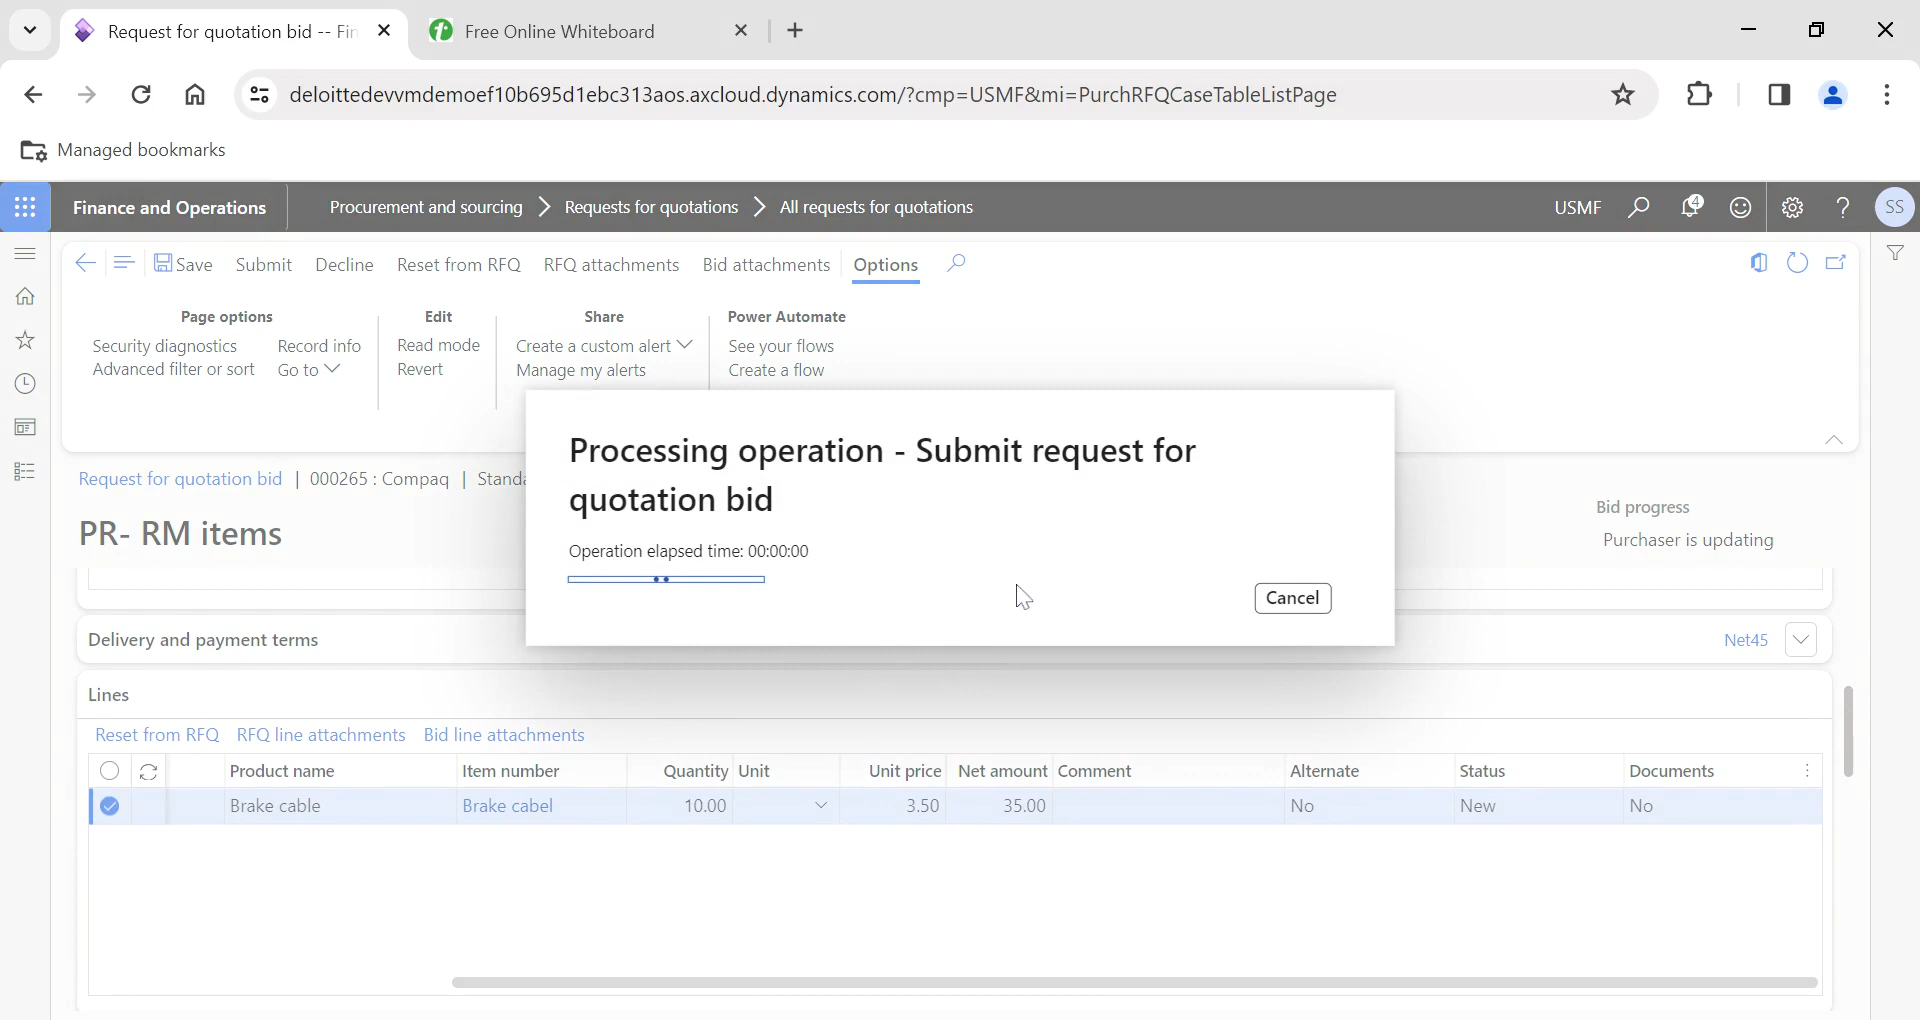 Request for quotation bid -- Fin
Free Online Whiteboard
deloittedevvmdemoef10b695d1ebc313aos.axcloud.dynamics.com/?cmp=USMF&mi=PurchRFQCaseTableListPage
Managed bookmarks
Finance and Operations
Procurement and sourcing
Requests for quotations
All requests for quotations
USMF
4
SS
Save
Submit
Decline
Reset from RFQ
RFQ attachments
Bid attachments
Options
Page options
Edit
Share
Power Automate
Security diagnostics
Record info
Read mode
Create a custom alert
See your flows
Advanced filter or sort
Go to
Revert
Manage my alerts
Create a flow
Processing operation - Submit request for
quotation bid
Operation elapsed time: 00:00:00
Cancel
Request for quotation bid | 000265 : Compaq | Standa
PR- RM items
Bid progress
Purchaser is updating
Delivery and payment terms
Net45
Lines
Reset from RFQ
RFQ line attachments
Bid line attachments
Product name
Item number
Quantity
Unit
Unit price
Net amount
Comment
Alternate
Status
Documents
Brake cable
Brake cabel
10.00
3.50
35.00
No
New
No